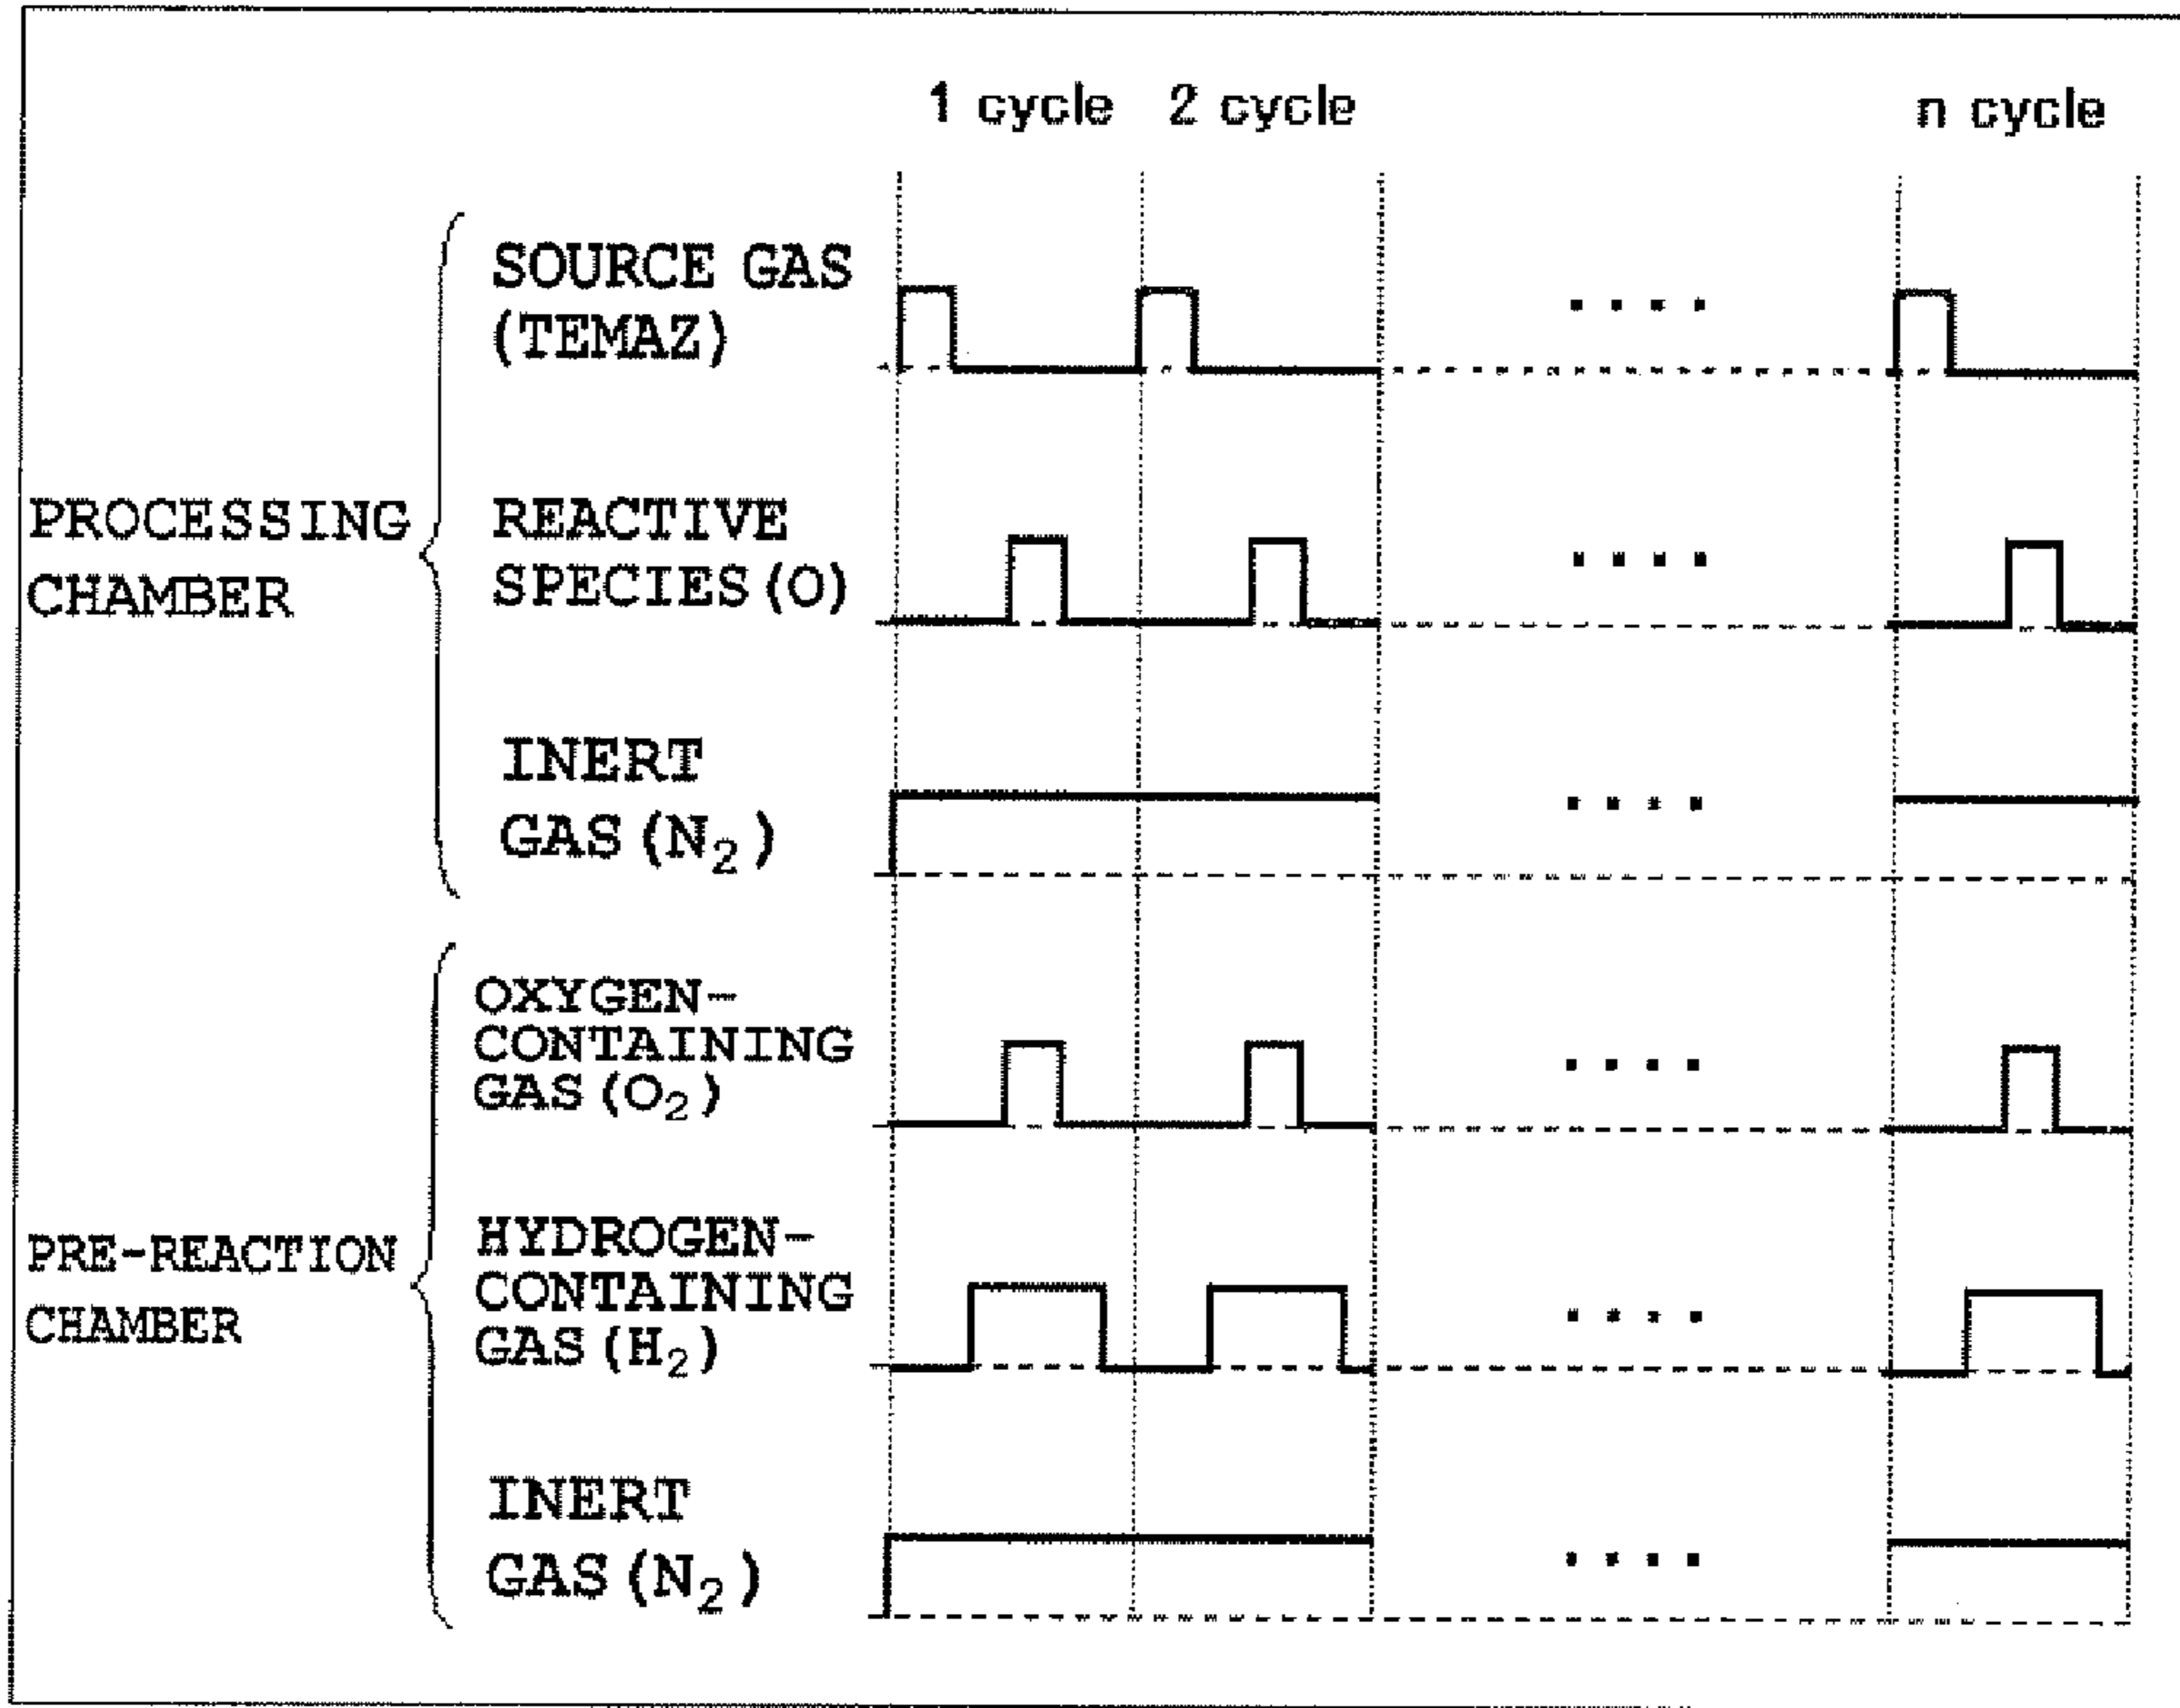 1 cycle 2 cycle n cycle
SOURCE GAS
(TEMAZ)
PROCESSING
CHAMBER
REACTIVE
SPECIES(O)
INERT
GAS(N₂)
PRE-REACTION
CHAMBER
OXYGEN-
CONTAINING
GAS(O₂)
HYDROGEN-
CONTAINING
GAS(H₂)
INERT
GAS(N₂)